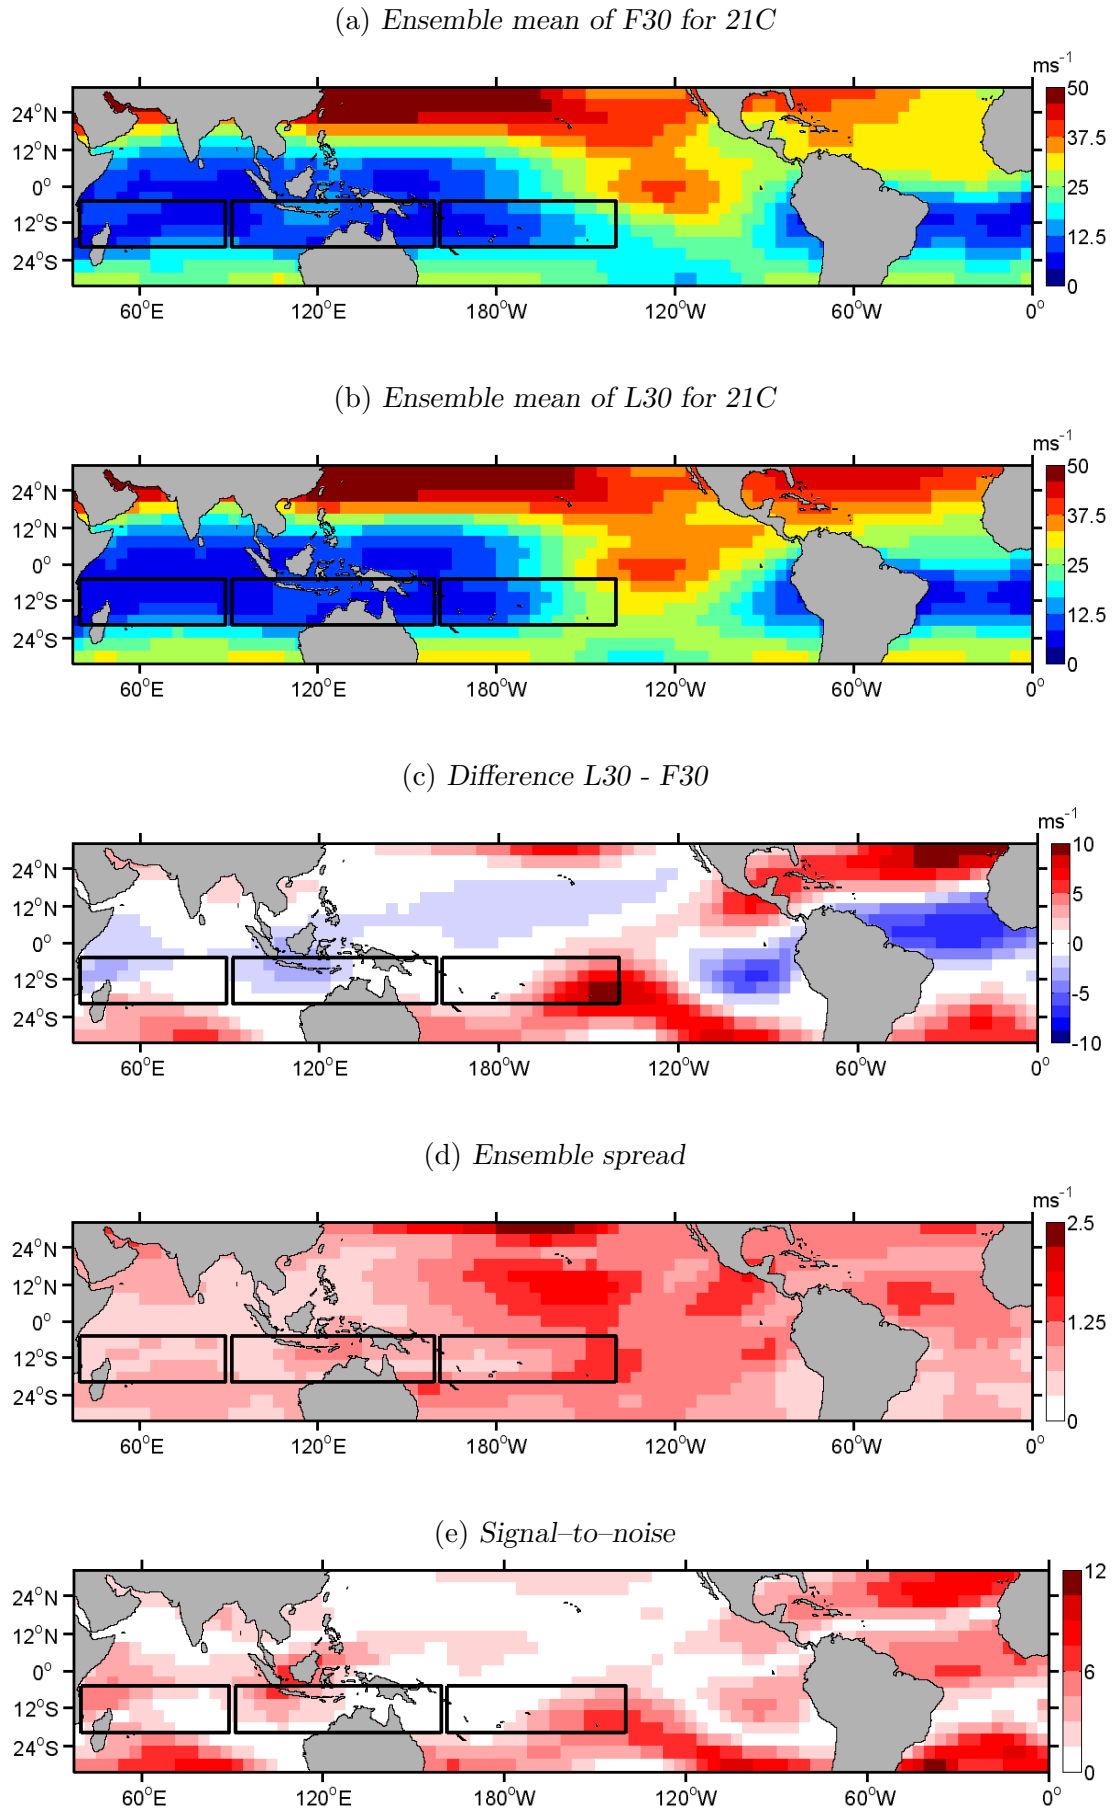 (a) Ensemble mean of F30 for 21C
ms⁻¹
24°N
12°N
0°
12°S
24°S
50
37.5
25
12.5
0
60°E 120°E 180°W 120°W 60°W 0°
(b) Ensemble mean of L30 for 21C
ms⁻¹
24°N
12°N
0°
12°S
24°S
50
37.5
25
12.5
0
60°E 120°E 180°W 120°W 60°W 0°
(c) Difference L30 - F30
ms⁻¹
24°N
12°N
0°
12°S
24°S
10
5
0
-5
-10
60°E 120°E 180°W 120°W 60°W 0°
(d) Ensemble spread
ms⁻¹
24°N
12°N
0°
12°S
24°S
2.5
1.25
0
60°E 120°E 180°W 120°W 60°W 0°
(e) Signal–to–noise
24°N
12°N
0°
12°S
24°S
12
6
0
60°E 120°E 180°W 120°W 60°W 0°